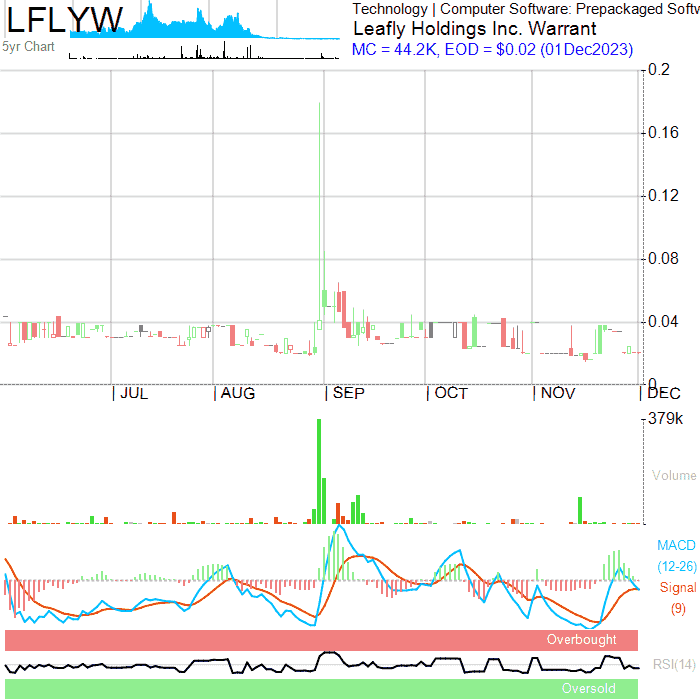 LFLYW
5yr Chart
Technology | Computer Software: Prepackaged Softw
Leafly Holdings Inc. Warrant
MC = 44.2K, EOD = $0.02 (01Dec2023)
0.2
0.16
0.12
0.08
0.04
0
JUL AUG SEP OCT NOV DEC
379k
Volume
MACD
(12-26)
Signal
(9)
Overbought
RSI(14)
Oversold